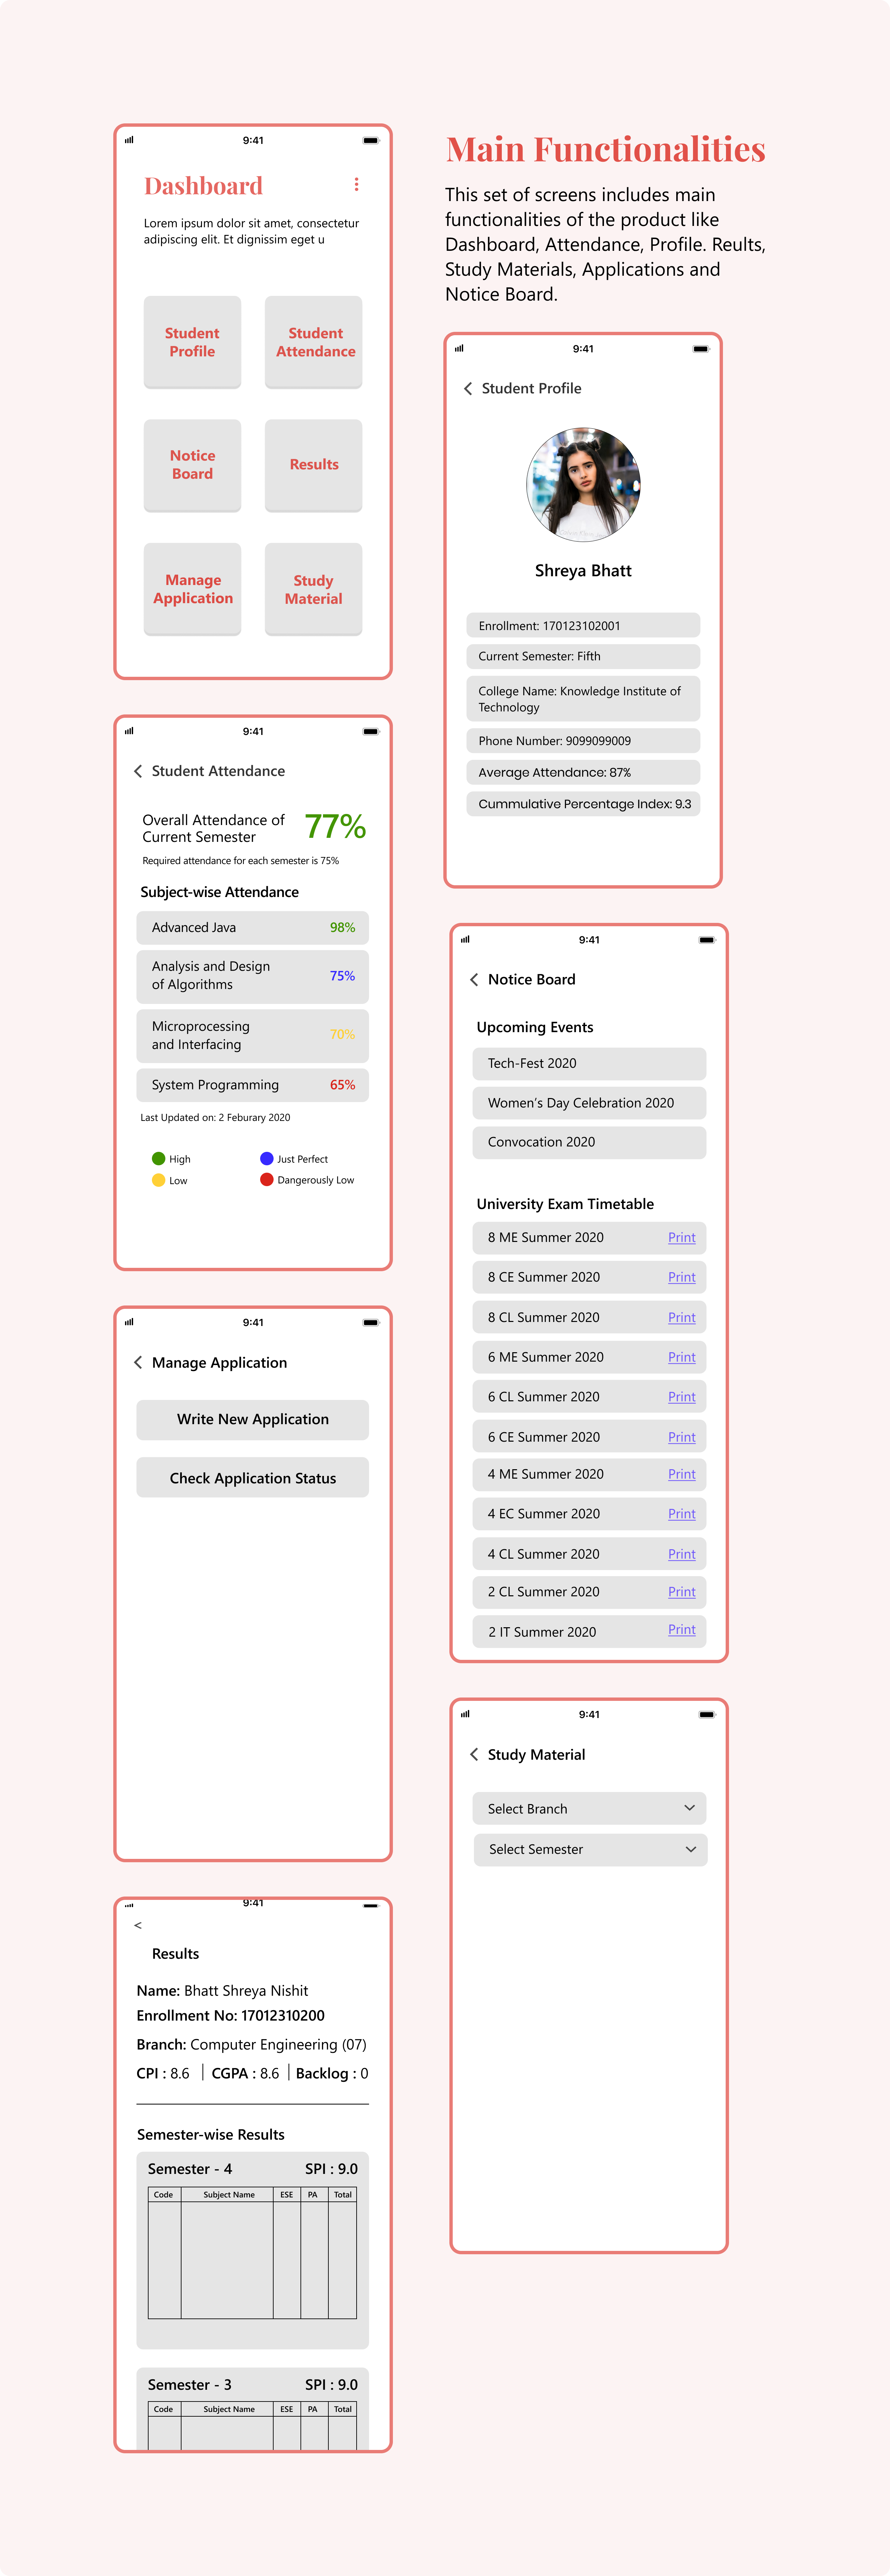 9:41
Dashboard
Lorem ipsum dolor sit amet, consectetur
adipiscing elit. Et dignissim eget u
Student
Profile
Student
Attendance
Notice
Board
Results
Manage
Application
Study
Material
Main Functionalities
This set of screens includes main
functionalities of the product like
Dashboard, Attendance, Profile. Reults,
Study Materials, Applications and
Notice Board.
9:41
Student Profile
Shreya Bhatt
Enrollment: 170123102001
Current Semester: Fifth
College Name: Knowledge Institute of
Technology
Phone Number: 9099099009
Average Attendance: 87%
Cummulative Percentage Index: 9.3
9:41
Student Attendance
Overall Attendance of
Current Semester
77%
Required attendance for each semester is 75%
Subject-wise Attendance
Advanced Java 98%
Analysis and Design
of Algorithms
75%
Microprocessing
and Interfacing
70%
System Programming 65%
Last Updated on: 2 Feburary 2020
High
Just Perfect
Low
Dangerously Low
9:41
Notice Board
Upcoming Events
Tech-Fest 2020
Women's Day Celebration 2020
Convocation 2020
University Exam Timetable
8 ME Summer 2020 Print
8 CE Summer 2020 Print
8 CL Summer 2020 Print
6 ME Summer 2020 Print
6 CL Summer 2020 Print
6 CE Summer 2020 Print
4 ME Summer 2020 Print
4 EC Summer 2020 Print
4 CL Summer 2020 Print
2 CL Summer 2020 Print
2 IT Summer 2020 Print
9:41
Manage Application
Write New Application
Check Application Status
9:41
Study Material
Select Branch
Select Semester
9:41
<
Results
Name: Bhatt Shreya Nishit
Enrollment No: 17012310200
Branch: Computer Engineering (07)
CPI : 8.6 | CGPA : 8.6 | Backlog : 0
Semester-wise Results
Semester - 4 SPI : 9.0
Code Subject Name ESE PA Total
Semester - 3 SPI : 9.0
Code Subject Name ESE PA Total